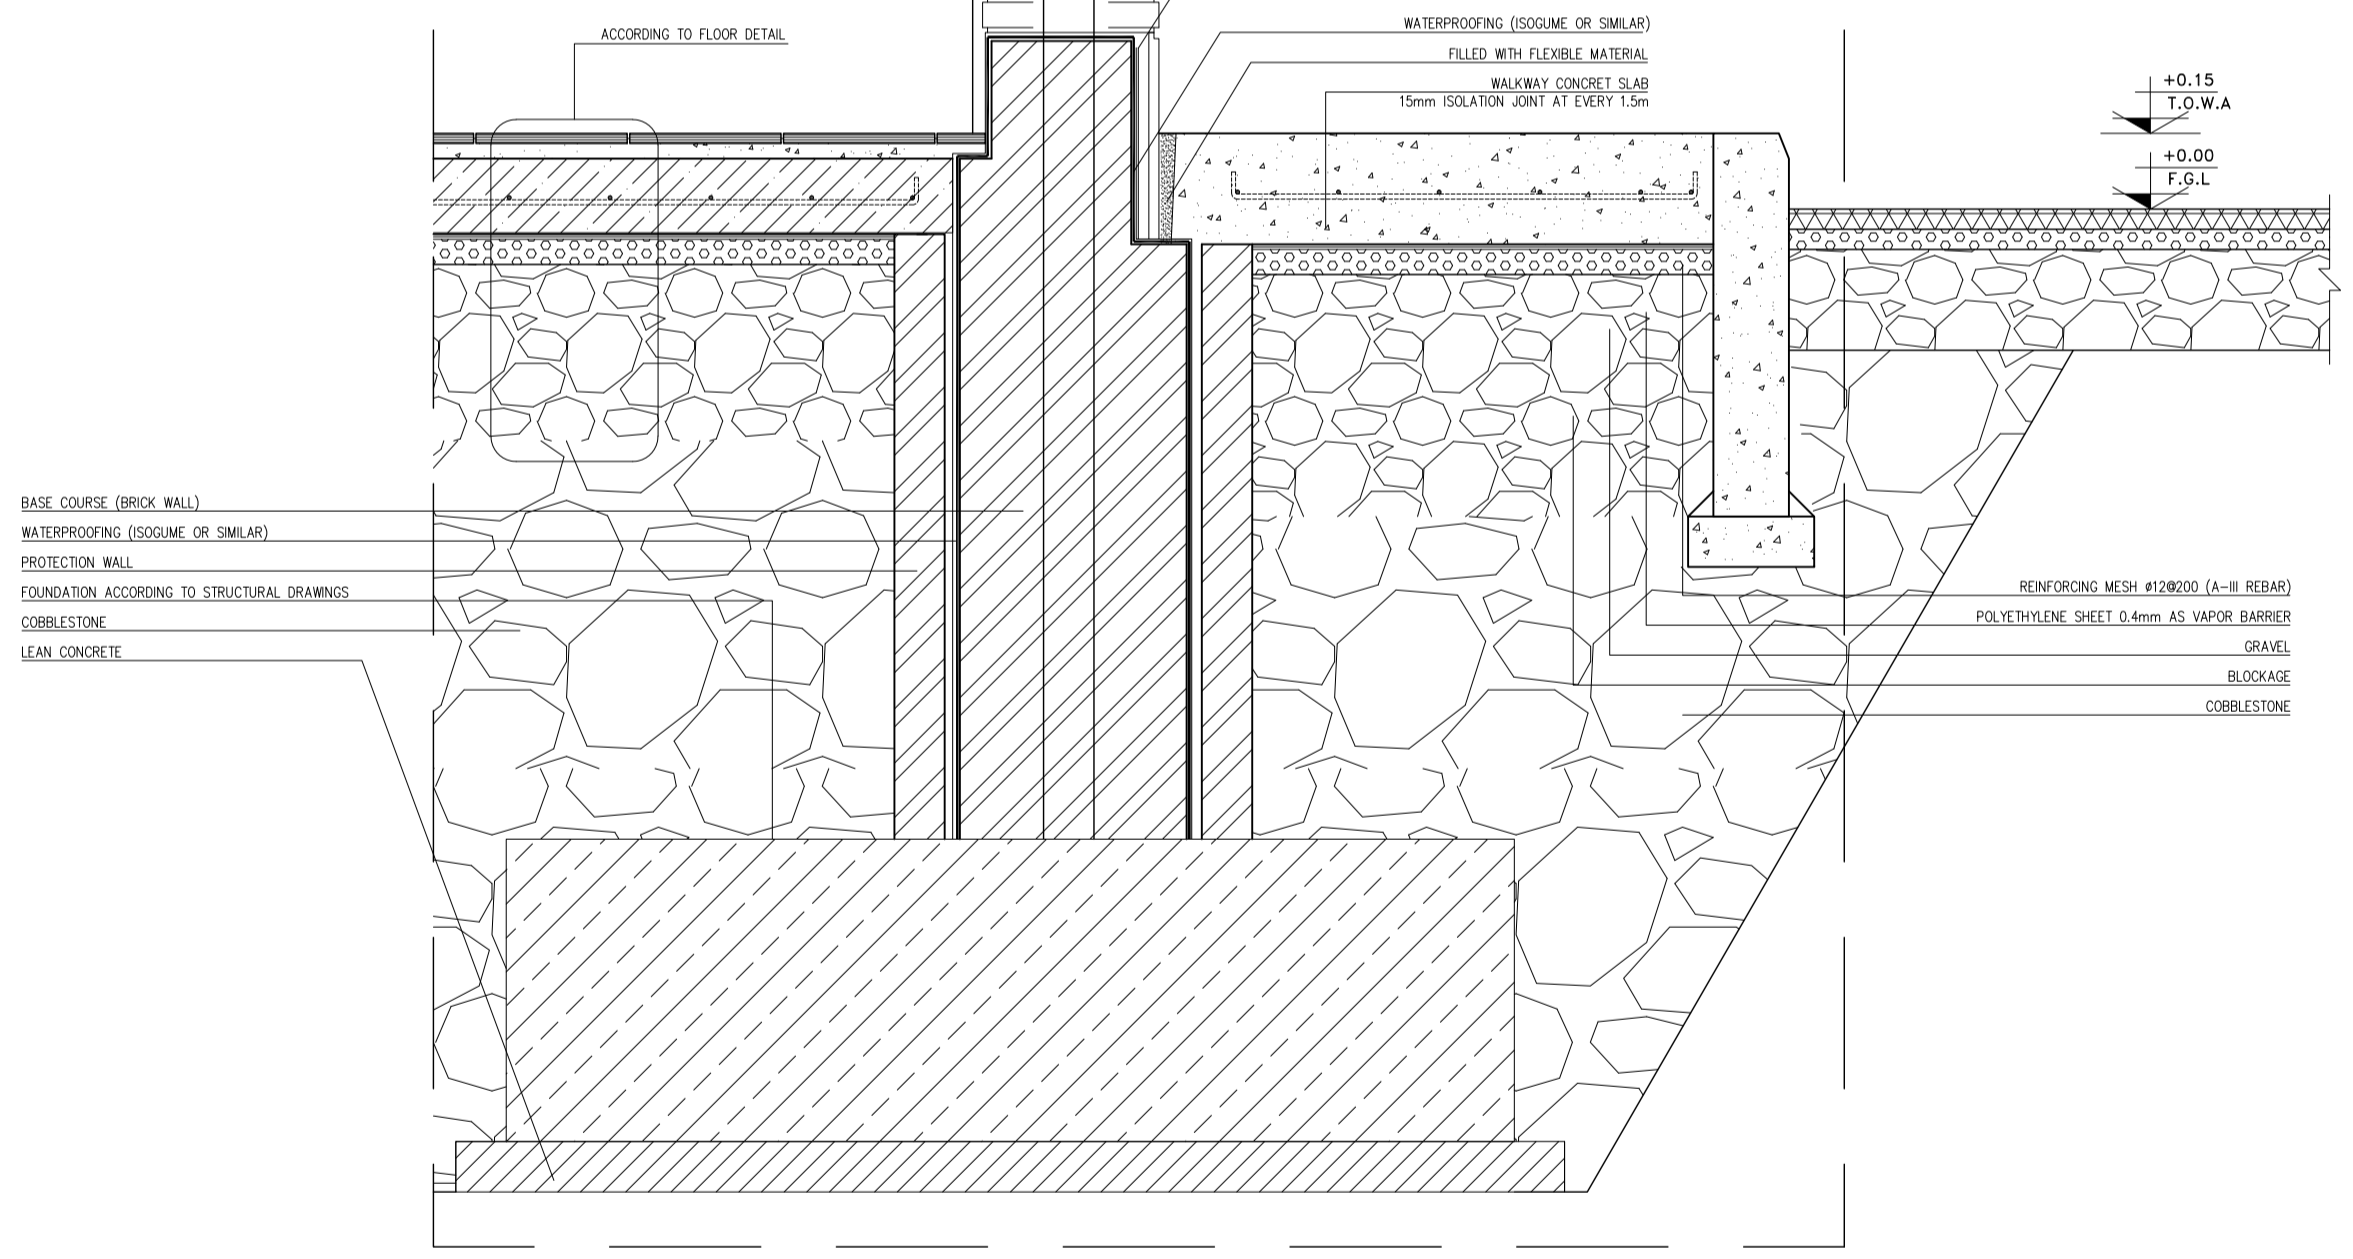 ACCORDING TO FLOOR DETAIL
WATERPROOFING (ISOGUME OR SIMILAR)
FILLED WITH FLEXIBLE MATERIAL
WALKWAY CONCRET SLAB
15mm ISOLATION JOINT AT EVERY 1.5m
+0.15
T.O.W.A
+0.00
F.G.L
BASE COURSE (BRICK WALL)
WATERPROOFING (ISOGUME OR SIMILAR)
PROTECTION WALL
FOUNDATION ACCORDING TO STRUCTURAL DRAWINGS
COBBLESTONE
LEAN CONCRETE
REINFORCING MESH ø12@200 (A-III REBAR)
POLYETHYLENE SHEET 0.4mm AS VAPOR BARRIER
GRAVEL
BLOCKAGE
COBBLESTONE